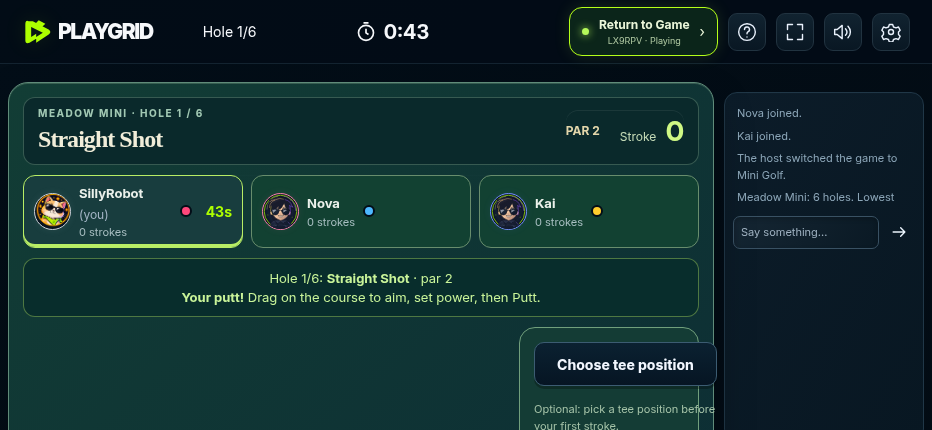 PLAYGRID
Hole 1/6
0:43
Return to Game
LX9RPV · Playing
MEADOW MINI · HOLE 1 / 6
Straight Shot
PAR 2
Stroke 0
SillyRobot
(you)
0 strokes
43s
Nova
0 strokes
Kai
0 strokes
Hole 1/6: Straight Shot · par 2
Your putt! Drag on the course to aim, set power, then Putt.
Choose tee position
Optional: pick a tee position before
your first stroke.
Nova joined.
Kai joined.
The host switched the game to
Mini Golf.
Meadow Mini: 6 holes. Lowest
Say something...